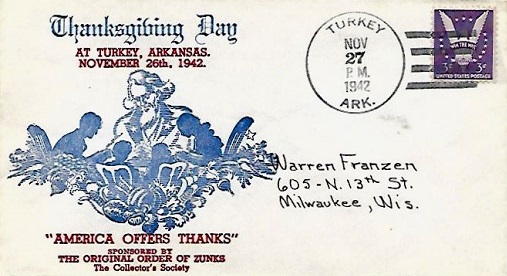 Thanksgiving Day
AT TURKEY, ARKANSAS.
NOVEMBER 26th, 1942.
"AMERICA OFFERS THANKS"
SPONSORED BY
THE ORIGINAL ORDER OF ZUNKS
The Collector's Society
TURKEY
NOV
27
P.M.
1942
ARK.
WIN THE WAR
3¢ 3¢
UNITED STATES POSTAGE
Warren Franzen
605-N. 13th St.
Milwaukee, Wis.